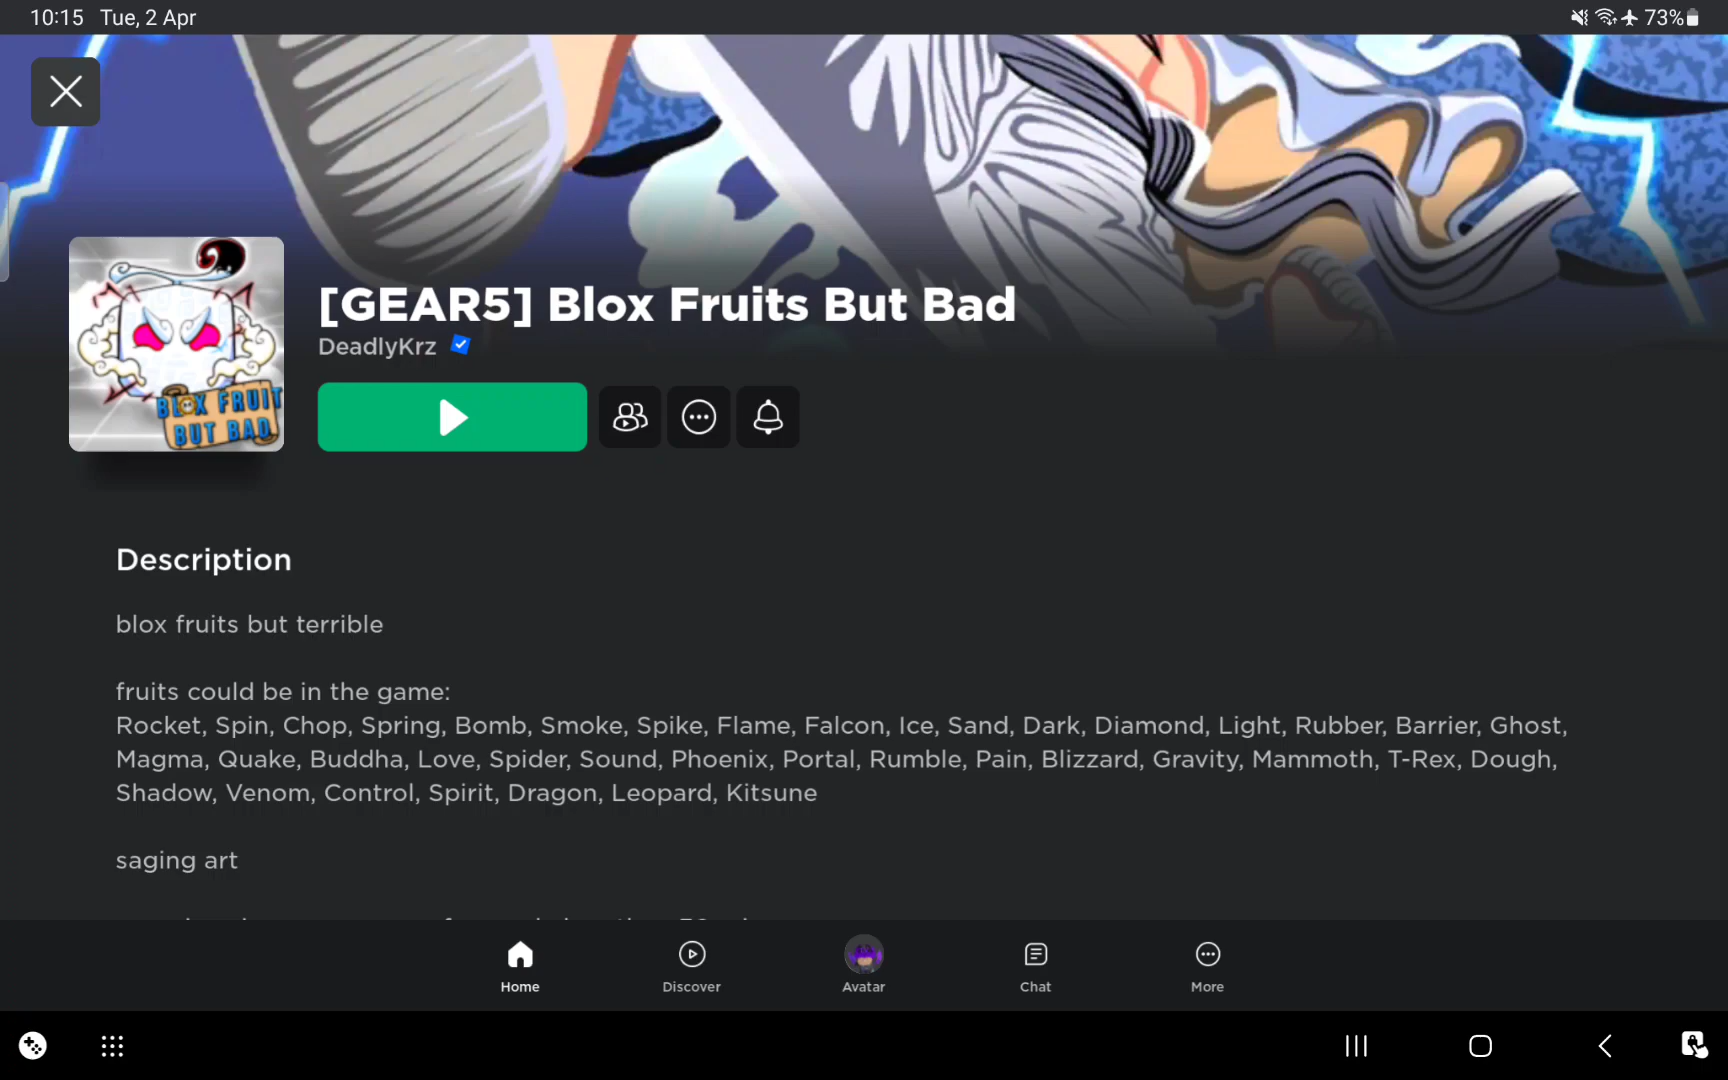 10:15 Tue, 2 Apr
73%
[GEAR5] Blox Fruits But Bad
DeadlyKrz
BLOX FRUIT
BUT BAD
Description
blox fruits but terrible
fruits could be in the game:
Rocket, Spin, Chop, Spring, Bomb, Smoke, Spike, Flame, Falcon, Ice, Sand, Dark, Diamond, Light, Rubber, Barrier, Ghost,
Magma, Quake, Buddha, Love, Spider, Sound, Phoenix, Portal, Rumble, Pain, Blizzard, Gravity, Mammoth, T-Rex, Dough,
Shadow, Venom, Control, Spirit, Dragon, Leopard, Kitsune
saging art
Home
Discover
Avatar
Chat
More